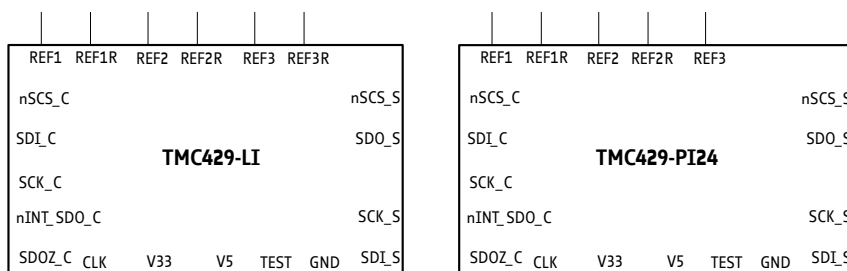 REF1 REF1R REF2 REF2R REF3 REF3R
nSCS_C nSCS_S
SDI_C SDO_S
TMC429-LI
SCK_C
nINT_SDO_C SCK_S
SDOZ_C CLK V33 V5 TEST GND SDI_S
REF1 REF1R REF2 REF2R REF3
nSCS_C nSCS_S
SDI_C SDO_S
TMC429-PI24
SCK_C
nINT_SDO_C SCK_S
SDOZ_C CLK V33 V5 TEST GND SDI_S